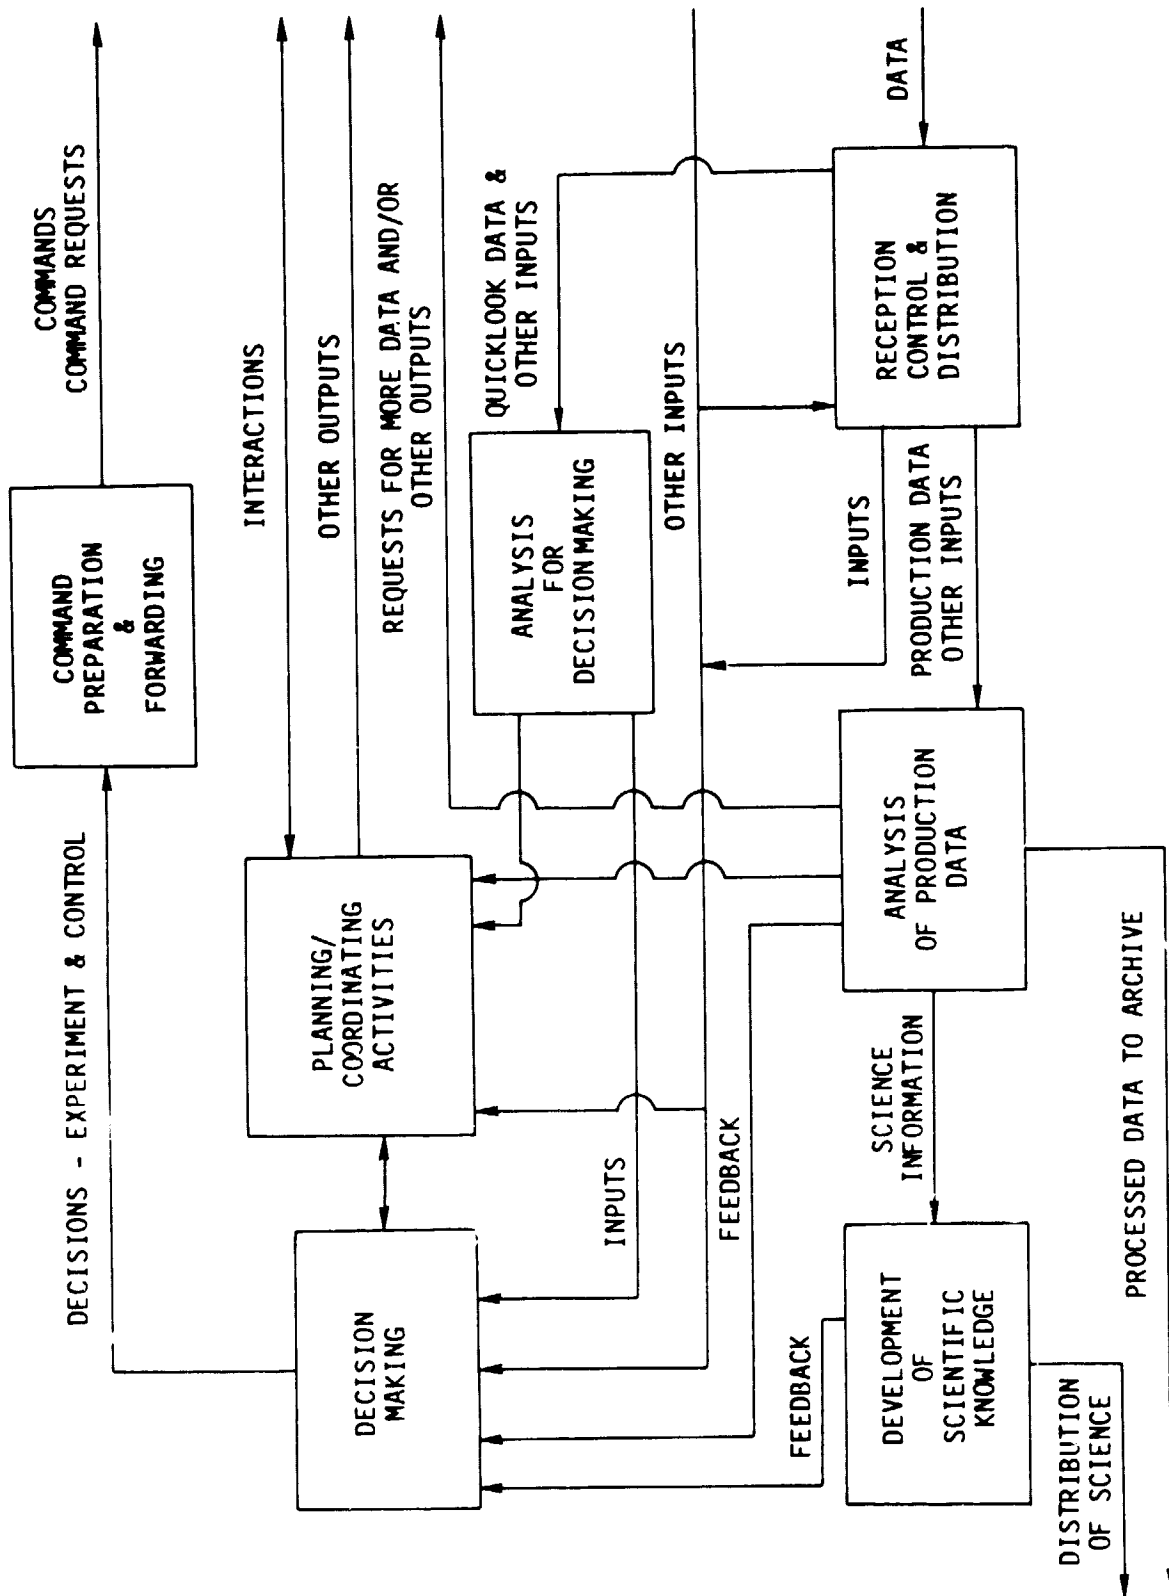 COMMANDS
COMMAND REQUESTS
COMMAND
PREPARATION
&
FORWARDING
DECISIONS - EXPERIMENT & CONTROL
INTERACTIONS
OTHER OUTPUTS
REQUESTS FOR MORE DATA AND/OR
OTHER OUTPUTS
PLANNING/
COORDINATING
ACTIVITIES
DECISION
MAKING
QUICKLOOK DATA &
OTHER INPUTS
ANALYSIS
FOR
DECISION MAKING
INPUTS
OTHER INPUTS
FEEDBACK
DATA
RECEPTION
CONTROL &
DISTRIBUTION
INPUTS
PRODUCTION DATA
OTHER INPUTS
ANALYSIS
OF PRODUCTION
DATA
SCIENCE
INFORMATION
FEEDBACK
DEVELOPMENT
OF
SCIENTIFIC
KNOWLEDGE
DISTRIBUTION
OF SCIENCE
PROCESSED DATA TO ARCHIVE